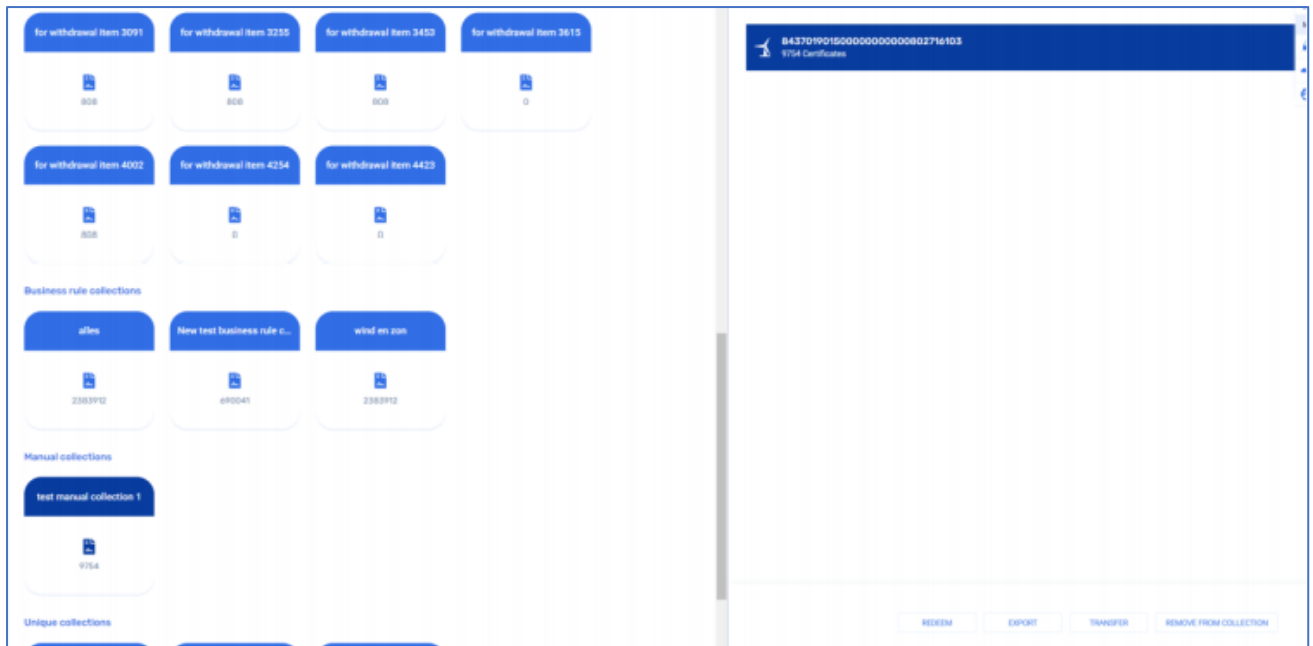 for withdrawal item 3091
for withdrawal item 3255
for withdrawal item 3453
for withdrawal item 3615
808
808
808
0
for withdrawal item 4002
for withdrawal item 4254
for withdrawal item 4423
808
0
0
Business rule collections
alles
New test business rule c...
wind en zon
2383912
690041
2383912
Manual collections
test manual collection 1
9754
Unique collections
9754 Certificates
REDEEM
EXPORT
TRANSFER
REMOVE FROM COLLECTION